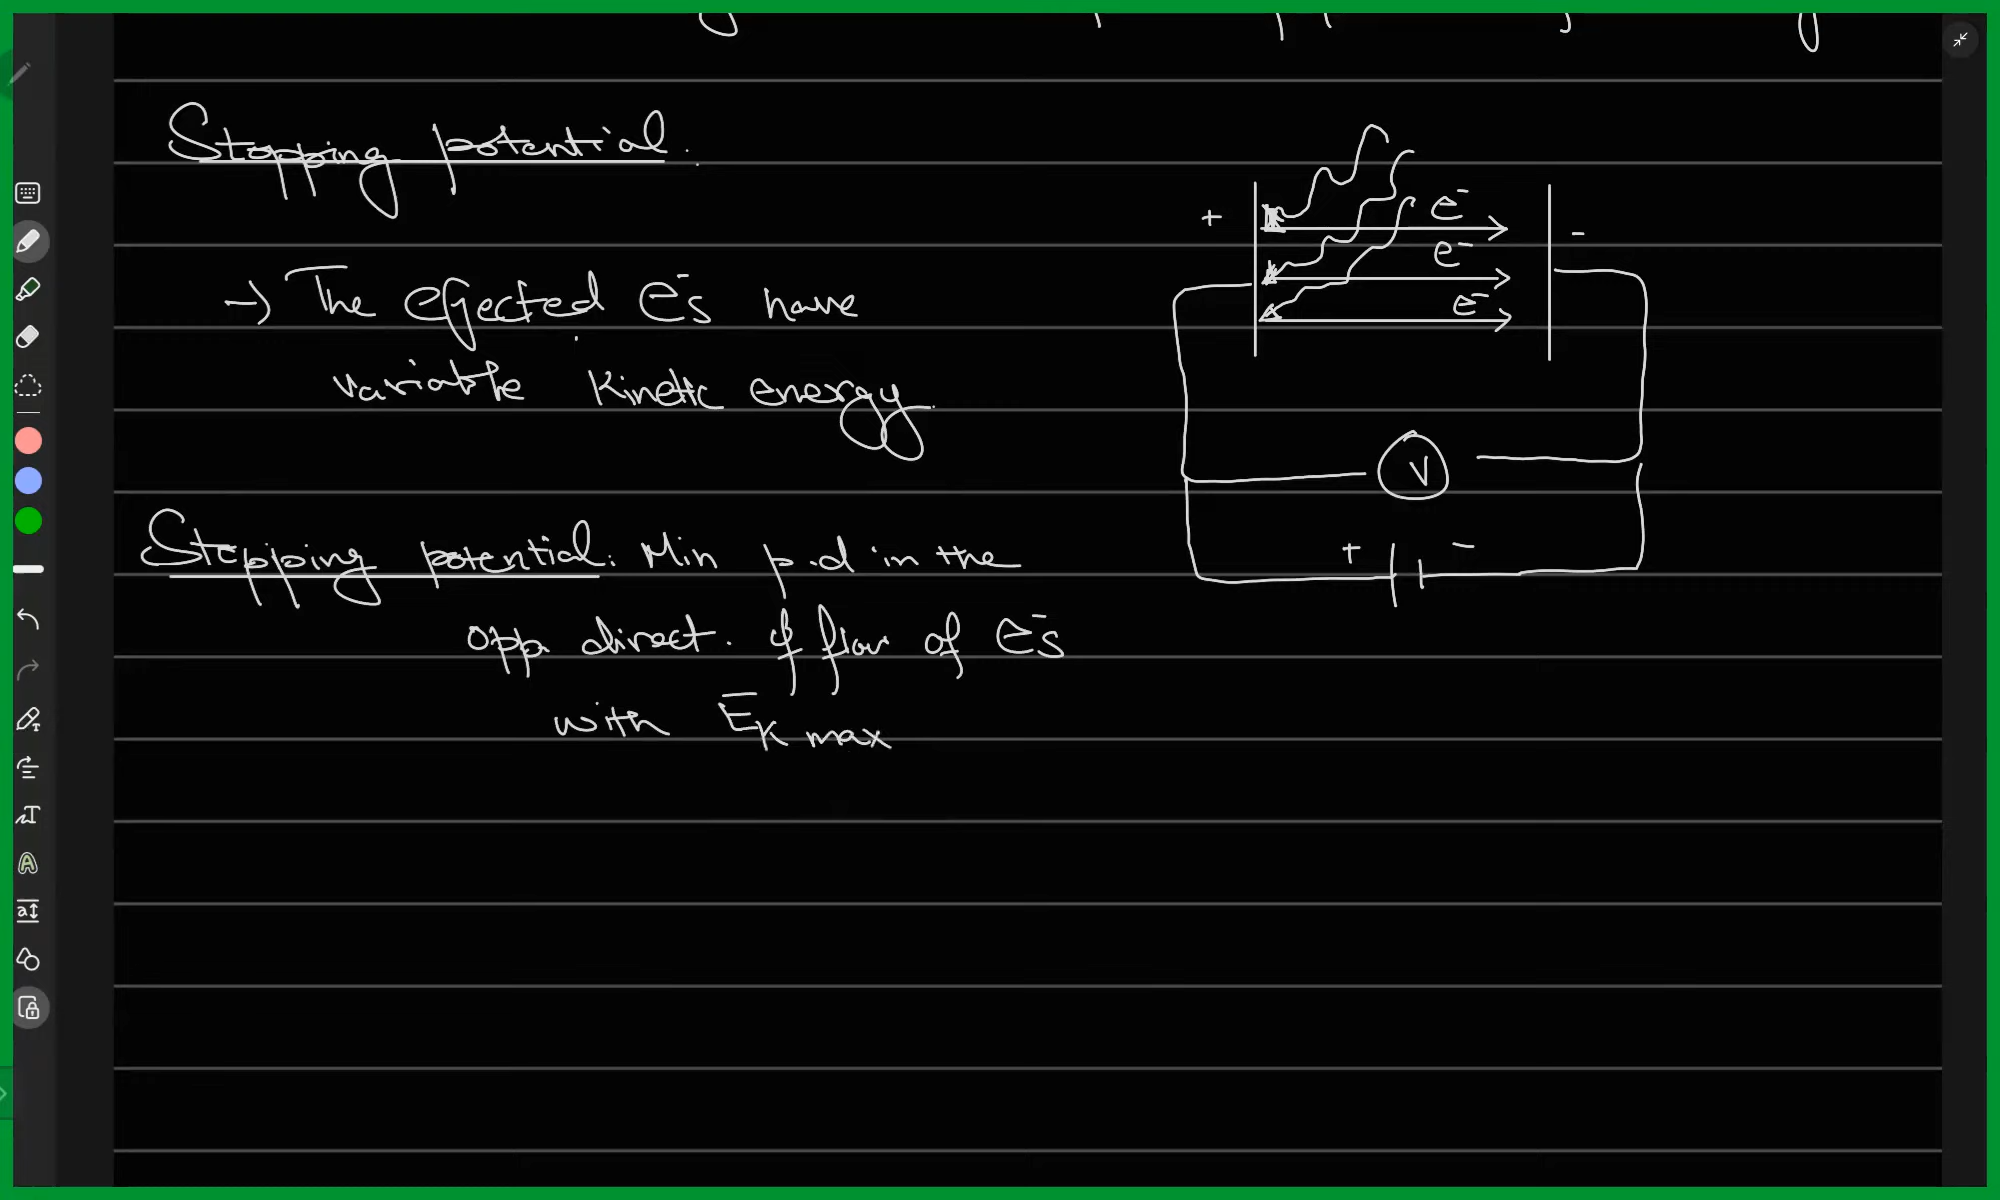 Stopping potential.
→ The ejected e⁻s have
variable kinetic energy.
Stopping potential: Min p.d in the
opp direct. of flow of e⁻s
with EK max
+ e⁻ -
e⁻
e⁻
V
+ -